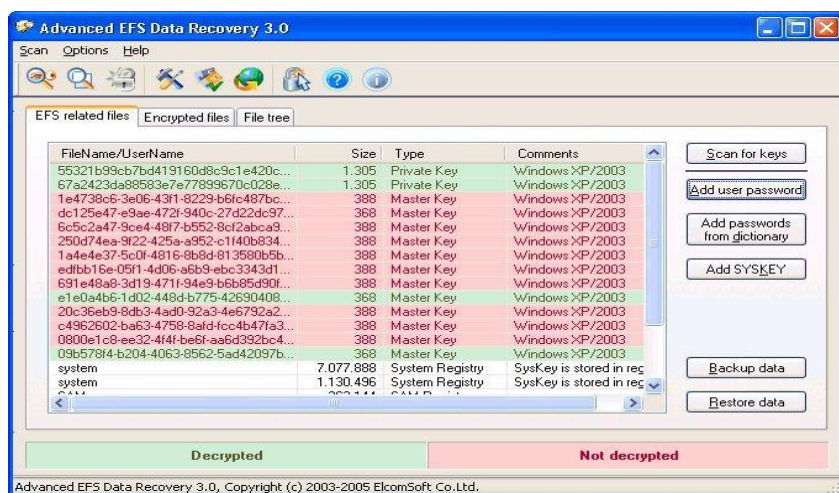 Advanced EFS Data Recovery 3.0
Scan Options Help
EFS related files Encrypted files File tree
FileName/UserName Size Type Comments
55321b99cb7bd419160d8c9c1e420c... 1.305 Private Key Windows XP/2003
67a2423da88583e7e77899670c028e... 1.305 Private Key Windows XP/2003
1e4738c6-3e06-43f1-8229-b6fc487bc... 388 Master Key Windows XP/2003
dc125e47-e9ae-472f-940c-27d22dc97... 368 Master Key Windows XP/2003
6c5c2a47-9ce4-48f7-b552-8cf2abca9... 388 Master Key Windows XP/2003
250d74ea-9f22-425a-a952-c1f40b834... 388 Master Key Windows XP/2003
1a4e4e37-5c0f-4816-8b8d-813580b5b... 388 Master Key Windows XP/2003
edfbb16e-05f1-4d06-a6b9-ebc3343d1... 388 Master Key Windows XP/2003
691e48a8-3d19-471f-94e9-b6b85d90f... 388 Master Key Windows XP/2003
e1e0a4b6-1d02-448d-b775-42690408... 368 Master Key Windows XP/2003
20c36eb9-8db3-4ad0-92a3-4e6792a2... 388 Master Key Windows XP/2003
c4962602-ba63-4758-8afd-fcc4b47fa3... 388 Master Key Windows XP/2003
0800e1c8-ee32-4f4f-be6f-aa6d392bc4... 388 Master Key Windows XP/2003
09b578f4-b204-4063-8562-5ad42097b... 368 Master Key Windows XP/2003
system 7.077.888 System Registry SysKey is stored in reg
system 1.130.496 System Registry SysKey is stored in reg
Scan for keys
Add user password
Add passwords
from dictionary
Add SYSKEY
Backup data
Restore data
Decrypted Not decrypted
Advanced EFS Data Recovery 3.0, Copyright (c) 2003-2005 ElcomSoft Co.Ltd.